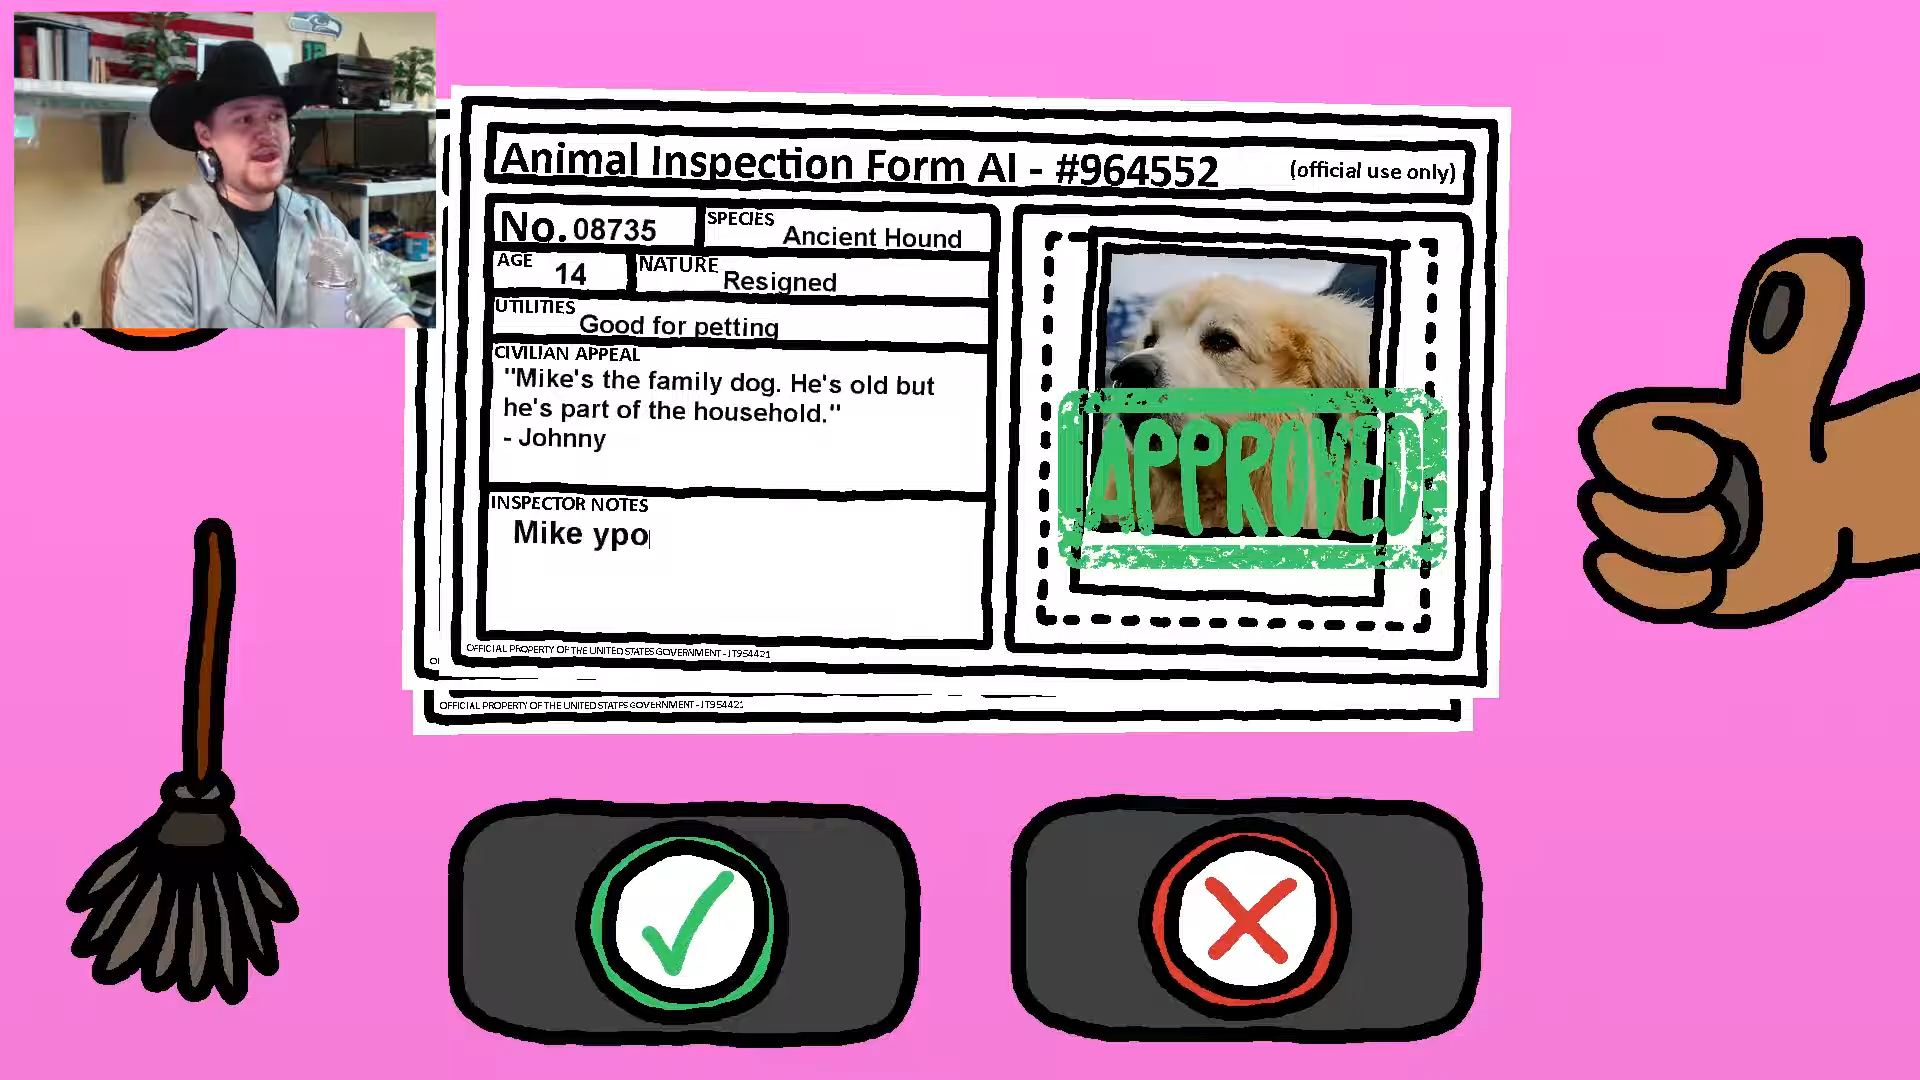 Animal Inspection Form AI - #964552 (official use only)
No. 08735 SPECIES Ancient Hound
AGE 14 NATURE Resigned
UTILITIES Good for petting
CIVILIAN APPEAL
"Mike's the family dog. He's old but
he's part of the household."
- Johnny
INSPECTOR NOTES
Mike ypo
APPROVED
OFFICIAL PROPERTY OF THE UNITED STATES GOVERNMENT - JT954421
OFFICIAL PROPERTY OF THE UNITED STATES GOVERNMENT - JT954421